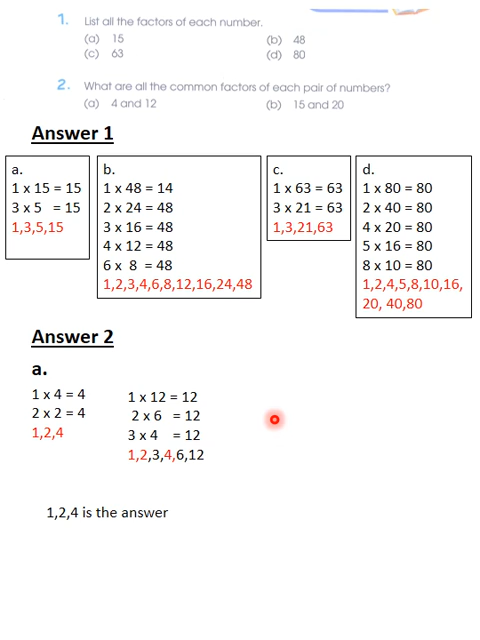 1. List all the factors of each number.
(a) 15 (b) 48
(c) 63 (d) 80
2. What are all the common factors of each pair of numbers?
(a) 4 and 12 (b) 15 and 20
Answer 1
a.
1 x 15 = 15
3 x 5 = 15
1,3,5,15
b.
1 x 48 = 14
2 x 24 = 48
3 x 16 = 48
4 x 12 = 48
6 x 8 = 48
1,2,3,4,6,8,12,16,24,48
c.
1 x 63 = 63
3 x 21 = 63
1,3,21,63
d.
1 x 80 = 80
2 x 40 = 80
4 x 20 = 80
5 x 16 = 80
8 x 10 = 80
1,2,4,5,8,10,16,
20, 40,80
Answer 2
a.
1 x 4 = 4
2 x 2 = 4
1,2,4
1 x 12 = 12
2 x 6 = 12
3 x 4 = 12
1,2,3,4,6,12
1,2,4 is the answer